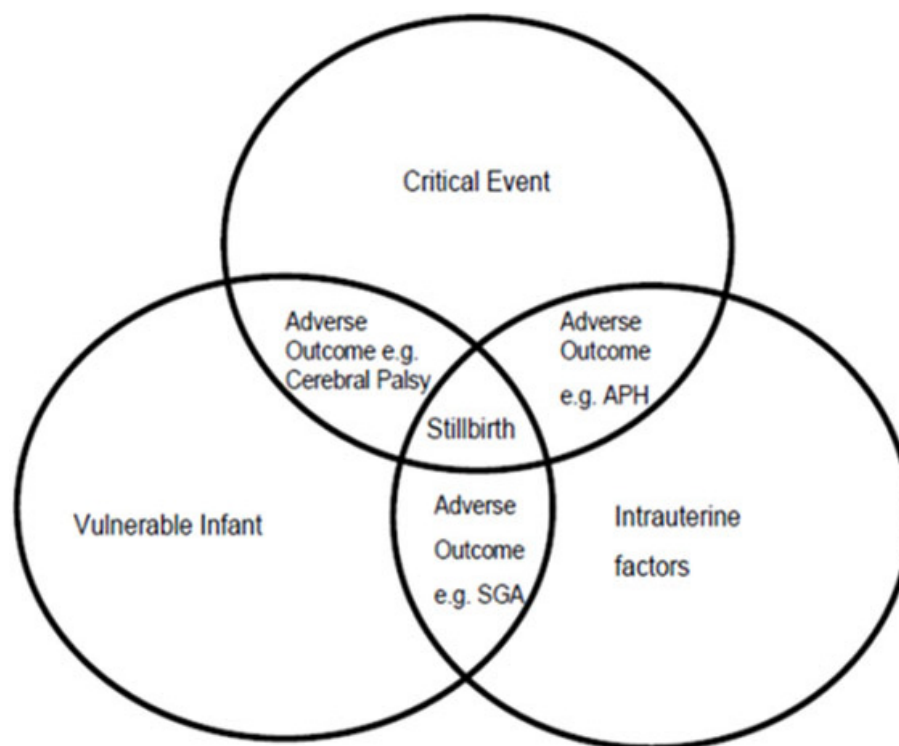 Critical Event
Adverse
Outcome e.g.
Cerebral Palsy
Adverse
Outcome
e.g. APH
Stillbirth
Vulnerable Infant
Adverse
Outcome
e.g. SGA
Intrauterine
factors